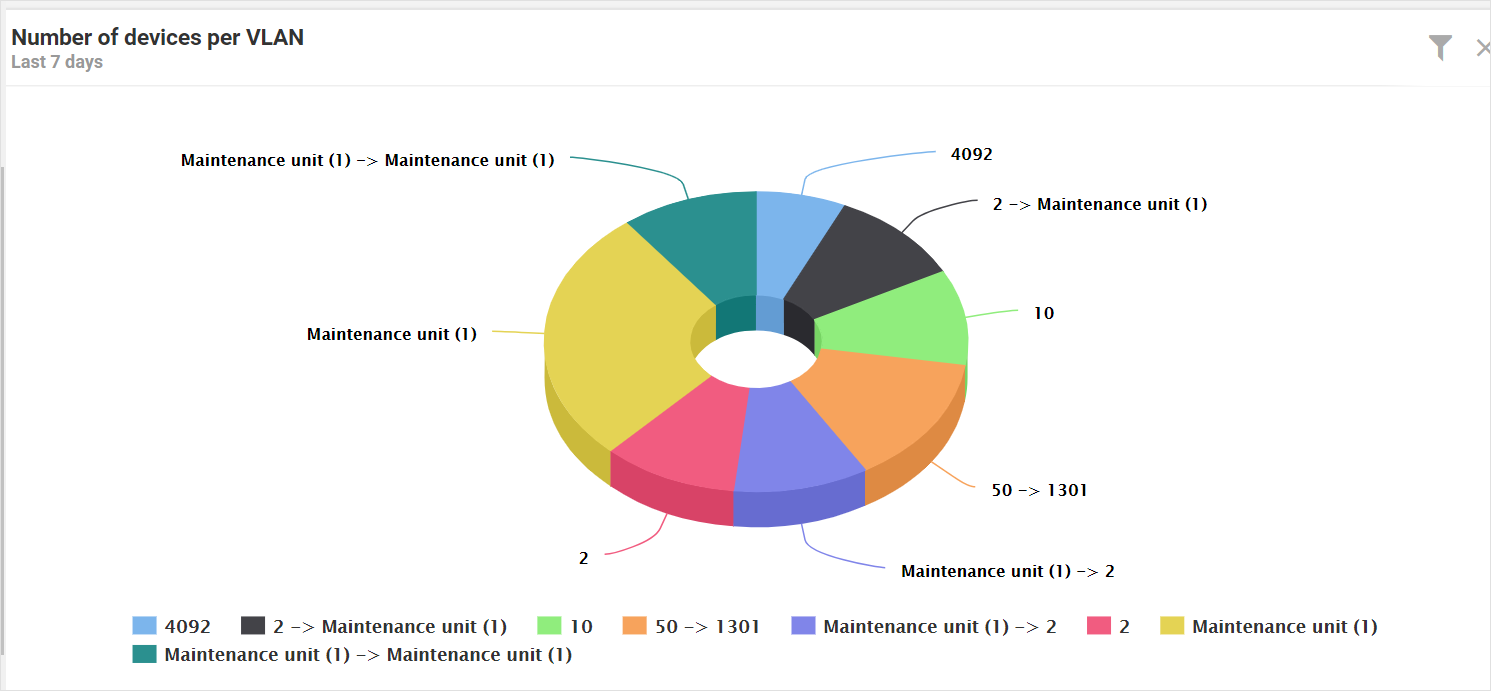 Number of devices per VLAN
Last 7 days
Maintenance unit (1) -> Maintenance unit (1)
4092
2 -> Maintenance unit (1)
10
Maintenance unit (1)
50 -> 1301
2
Maintenance unit (1) -> 2
4092 2 -> Maintenance unit (1) 10 50 -> 1301 Maintenance unit (1) -> 2 2 Maintenance unit (1)
Maintenance unit (1) -> Maintenance unit (1)